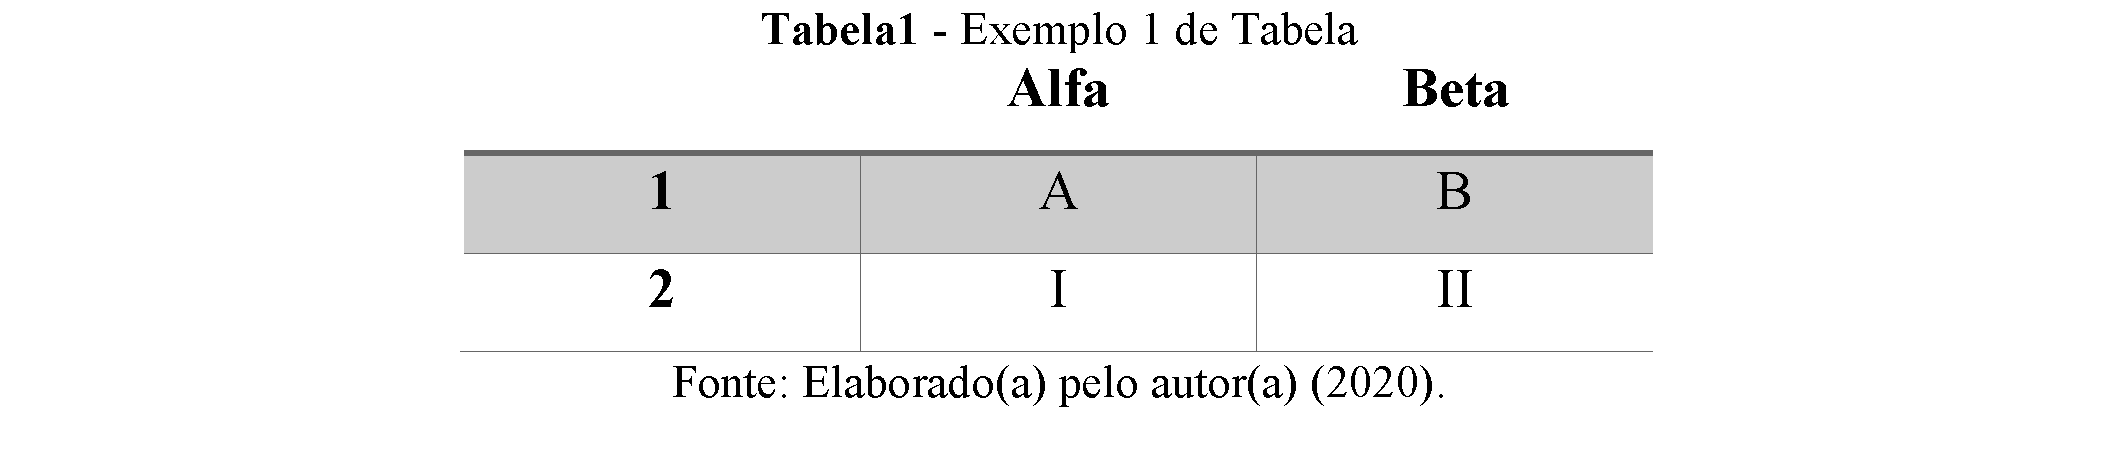 Tabela1 - Exemplo 1 de Tabela
Alfa Beta
1 A B
2 I II
Fonte: Elaborado(a) pelo autor(a) (2020).